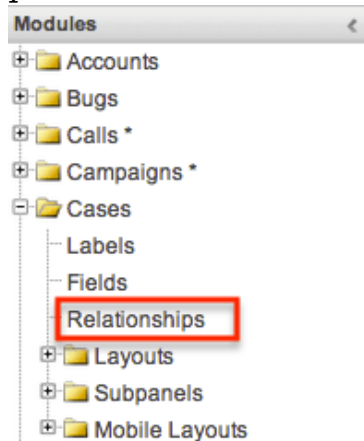 Modules
Accounts
Bugs
Calls *
Campaigns *
Cases
Labels
Fields
Relationships
Layouts
Subpanels
Mobile Layouts